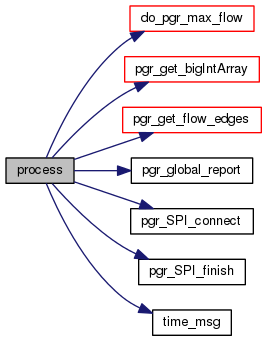 do_pgr_max_flow
pgr_get_bigIntArray
pgr_get_flow_edges
process
pgr_global_report
pgr_SPI_connect
pgr_SPI_finish
time_msg